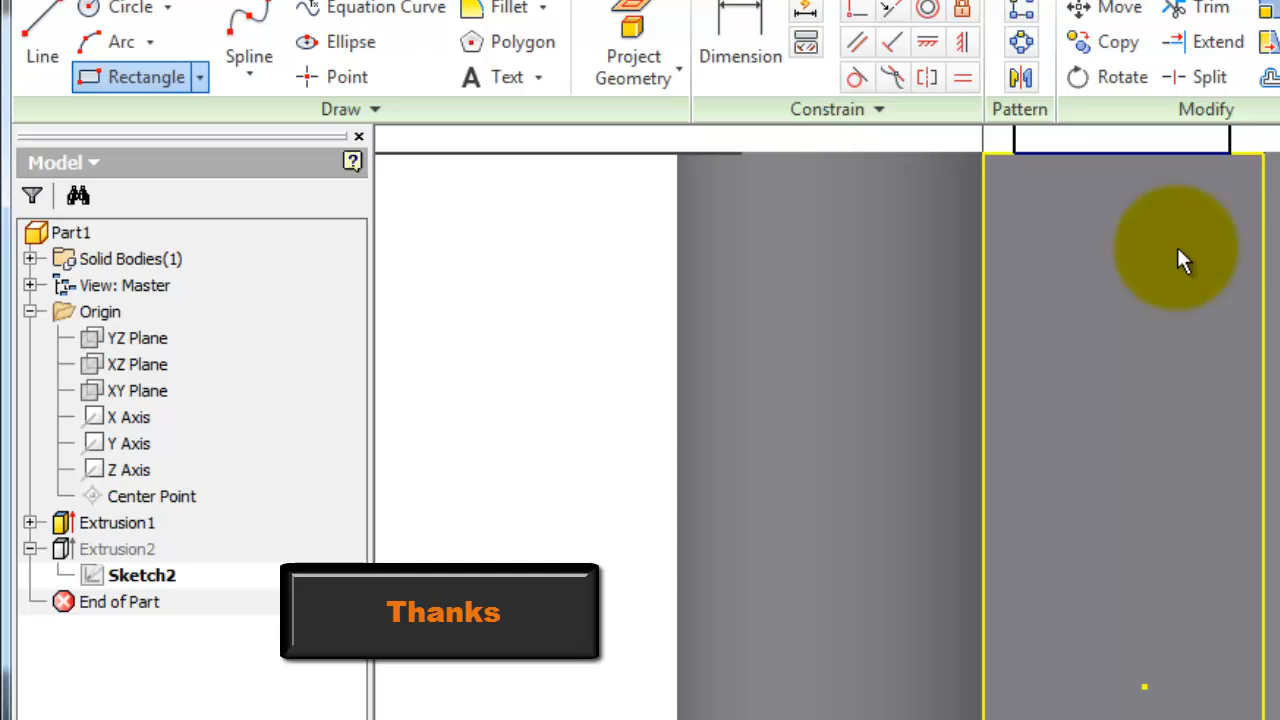 Circle
Equation Curve
Fillet
Move
Trim
Line
Arc
Spline
Ellipse
Polygon
Project Geometry
Dimension
Copy
Extend
Rectangle
Point
Text
Rotate
Split
Draw
Constrain
Pattern
Modify
Model
Part1
Solid Bodies(1)
View: Master
Origin
YZ Plane
XZ Plane
XY Plane
X Axis
Y Axis
Z Axis
Center Point
Extrusion1
Extrusion2
Sketch2
End of Part
Thanks